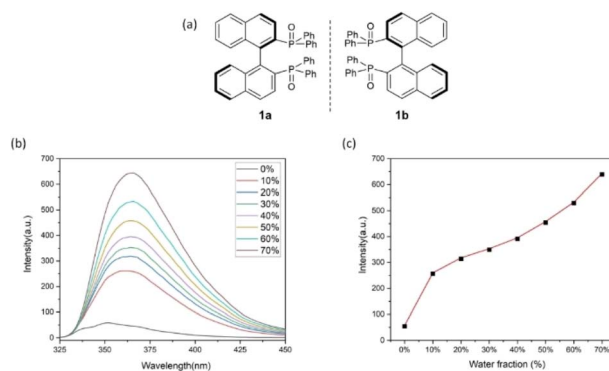 (a)
O
P
Ph
Ph
P
Ph
Ph
O
1a
O
Ph
P
Ph
Ph
P
Ph
O
1b
(b)
700
600
500
400
300
200
100
0
Intensity(a.u.)
325
350
375
400
425
450
Wavelength(nm)
0%
10%
20%
30%
40%
50%
60%
70%
(c)
700
600
500
400
300
200
100
0
Intensity(a.u.)
0%
10%
20%
30%
40%
50%
60%
70%
Water fraction (%)